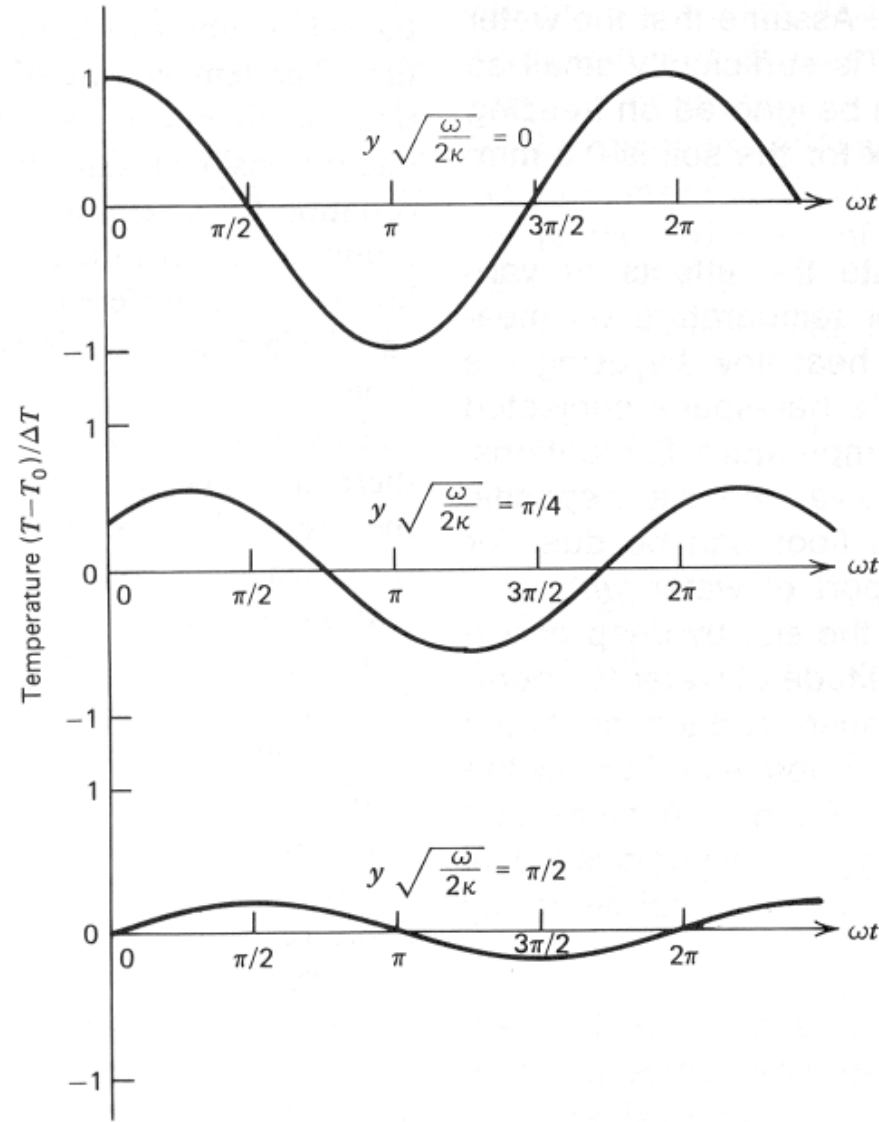 Temperature (T−T₀)/ΔT
1
y √(ω/2κ) = 0
0
ωt
0
π/2
π
3π/2
2π
−1
1
y √(ω/2κ) = π/4
0
ωt
0
π/2
π
3π/2
2π
−1
1
y √(ω/2κ) = π/2
0
ωt
0
π/2
π
3π/2
2π
−1